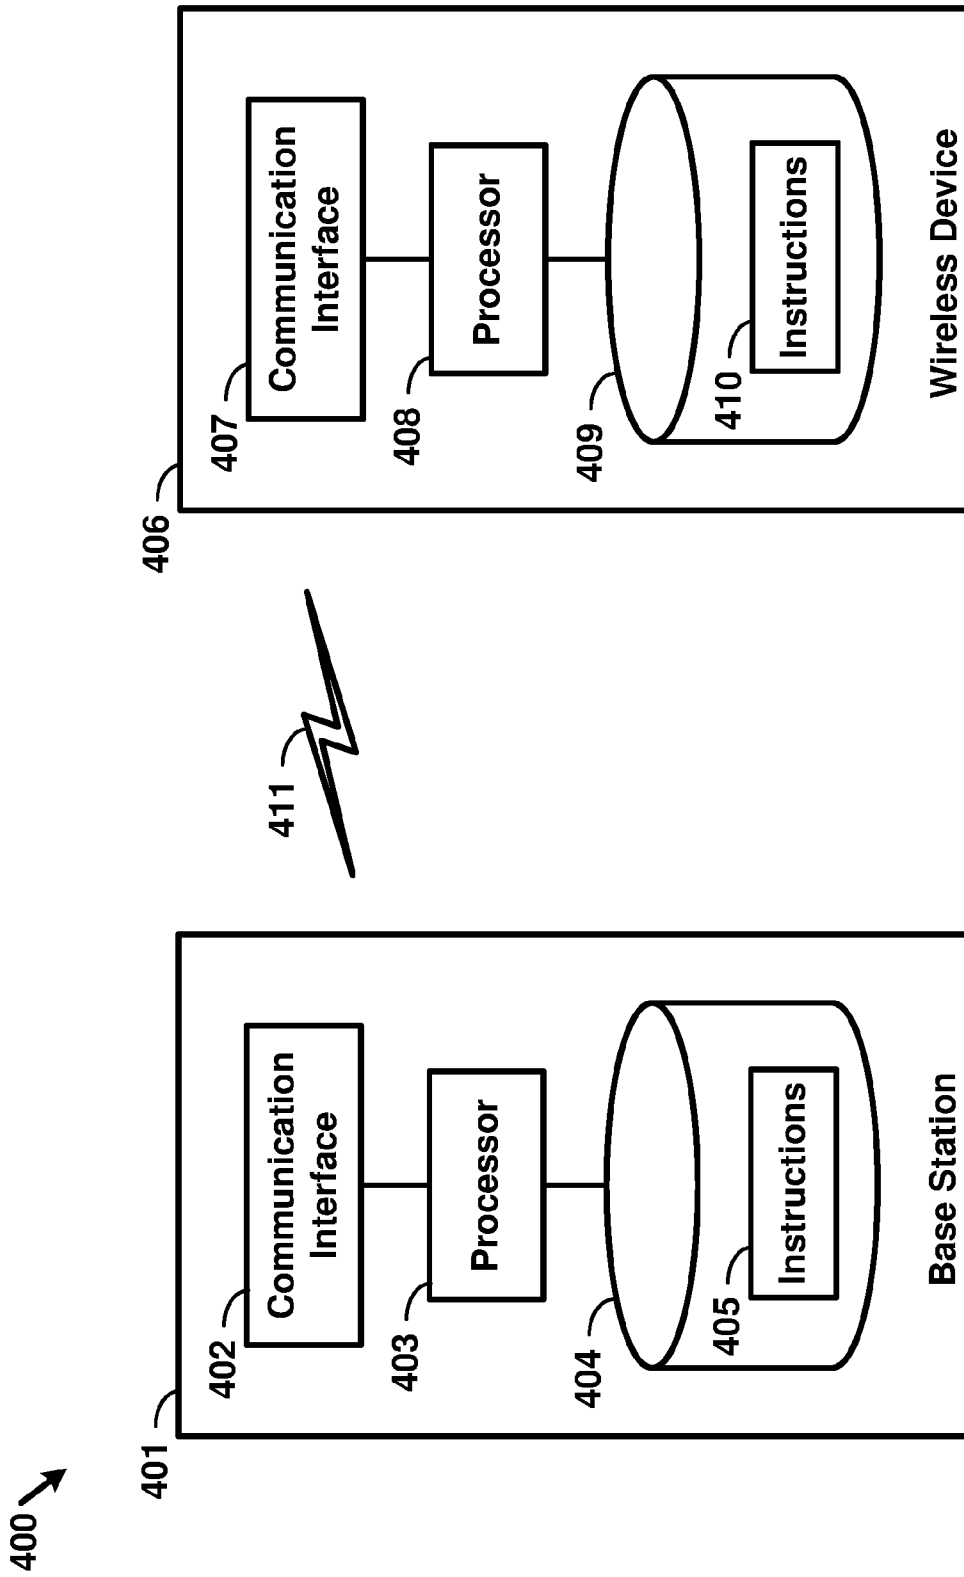 400
401
402
Communication
Interface
403
Processor
404
405
Instructions
Base Station
411
406
407
Communication
Interface
408
Processor
409
410
Instructions
Wireless Device